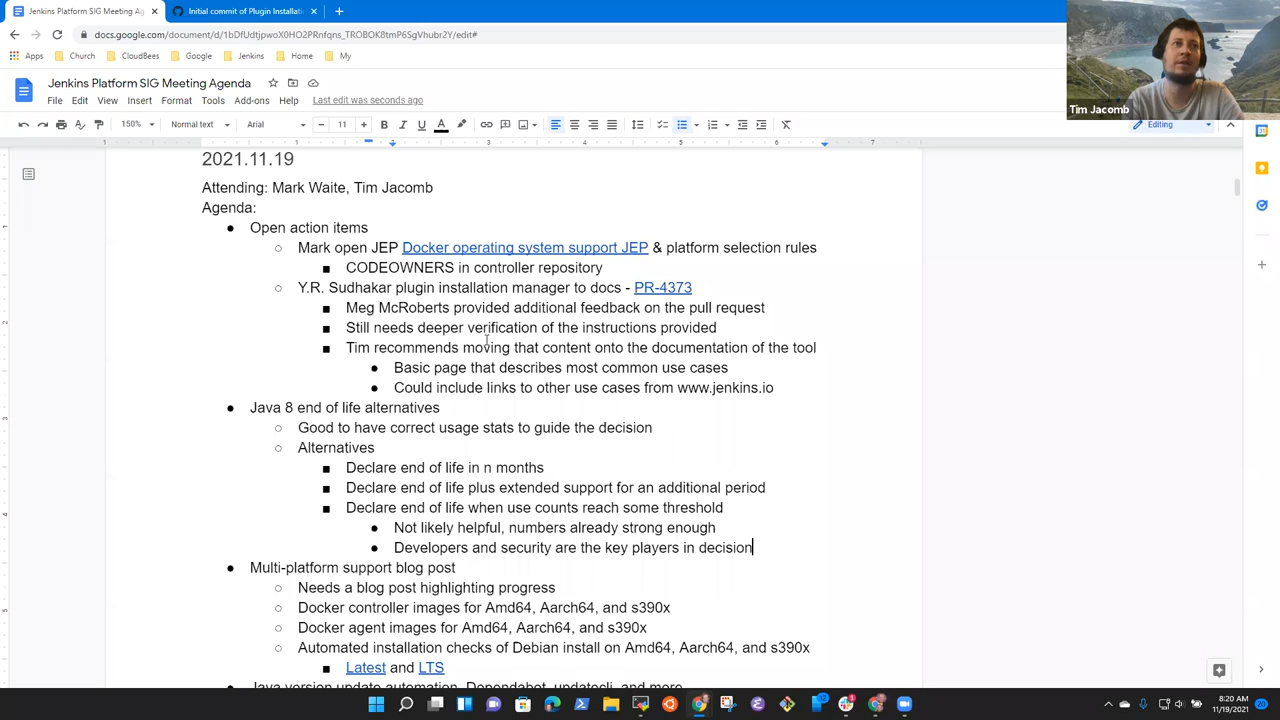 Jenkins Platform SIG Meeting Ag
Initial commit of Plugin Installati
docs.google.com/document/d/1bDfUdtjpwoX0HO2PRnfqns_TROBOK8tmP6SgVhubr2Y/edit#
Apps Church CloudBees Google Jenkins Home My
Jenkins Platform SIG Meeting Agenda
File Edit View Insert Format Tools Add-ons Help Last edit was seconds ago
Tim Jacomb
150% Normal text Arial 11 Editing
2021.11.19
Attending: Mark Waite, Tim Jacomb
Agenda:
Open action items
Mark open JEP Docker operating system support JEP & platform selection rules
CODEOWNERS in controller repository
Y.R. Sudhakar plugin installation manager to docs - PR-4373
Meg McRoberts provided additional feedback on the pull request
Still needs deeper verification of the instructions provided
Tim recommends moving that content onto the documentation of the tool
Basic page that describes most common use cases
Could include links to other use cases from www.jenkins.io
Java 8 end of life alternatives
Good to have correct usage stats to guide the decision
Alternatives
Declare end of life in n months
Declare end of life plus extended support for an additional period
Declare end of life when use counts reach some threshold
Not likely helpful, numbers already strong enough
Developers and security are the key players in decision
Multi-platform support blog post
Needs a blog post highlighting progress
Docker controller images for Amd64, Aarch64, and s390x
Docker agent images for Amd64, Aarch64, and s390x
Automated installation checks of Debian install on Amd64, Aarch64, and s390x
Latest and LTS
Java version update automation, Dependabot, updatecli, and more
8:20 AM
11/19/2021